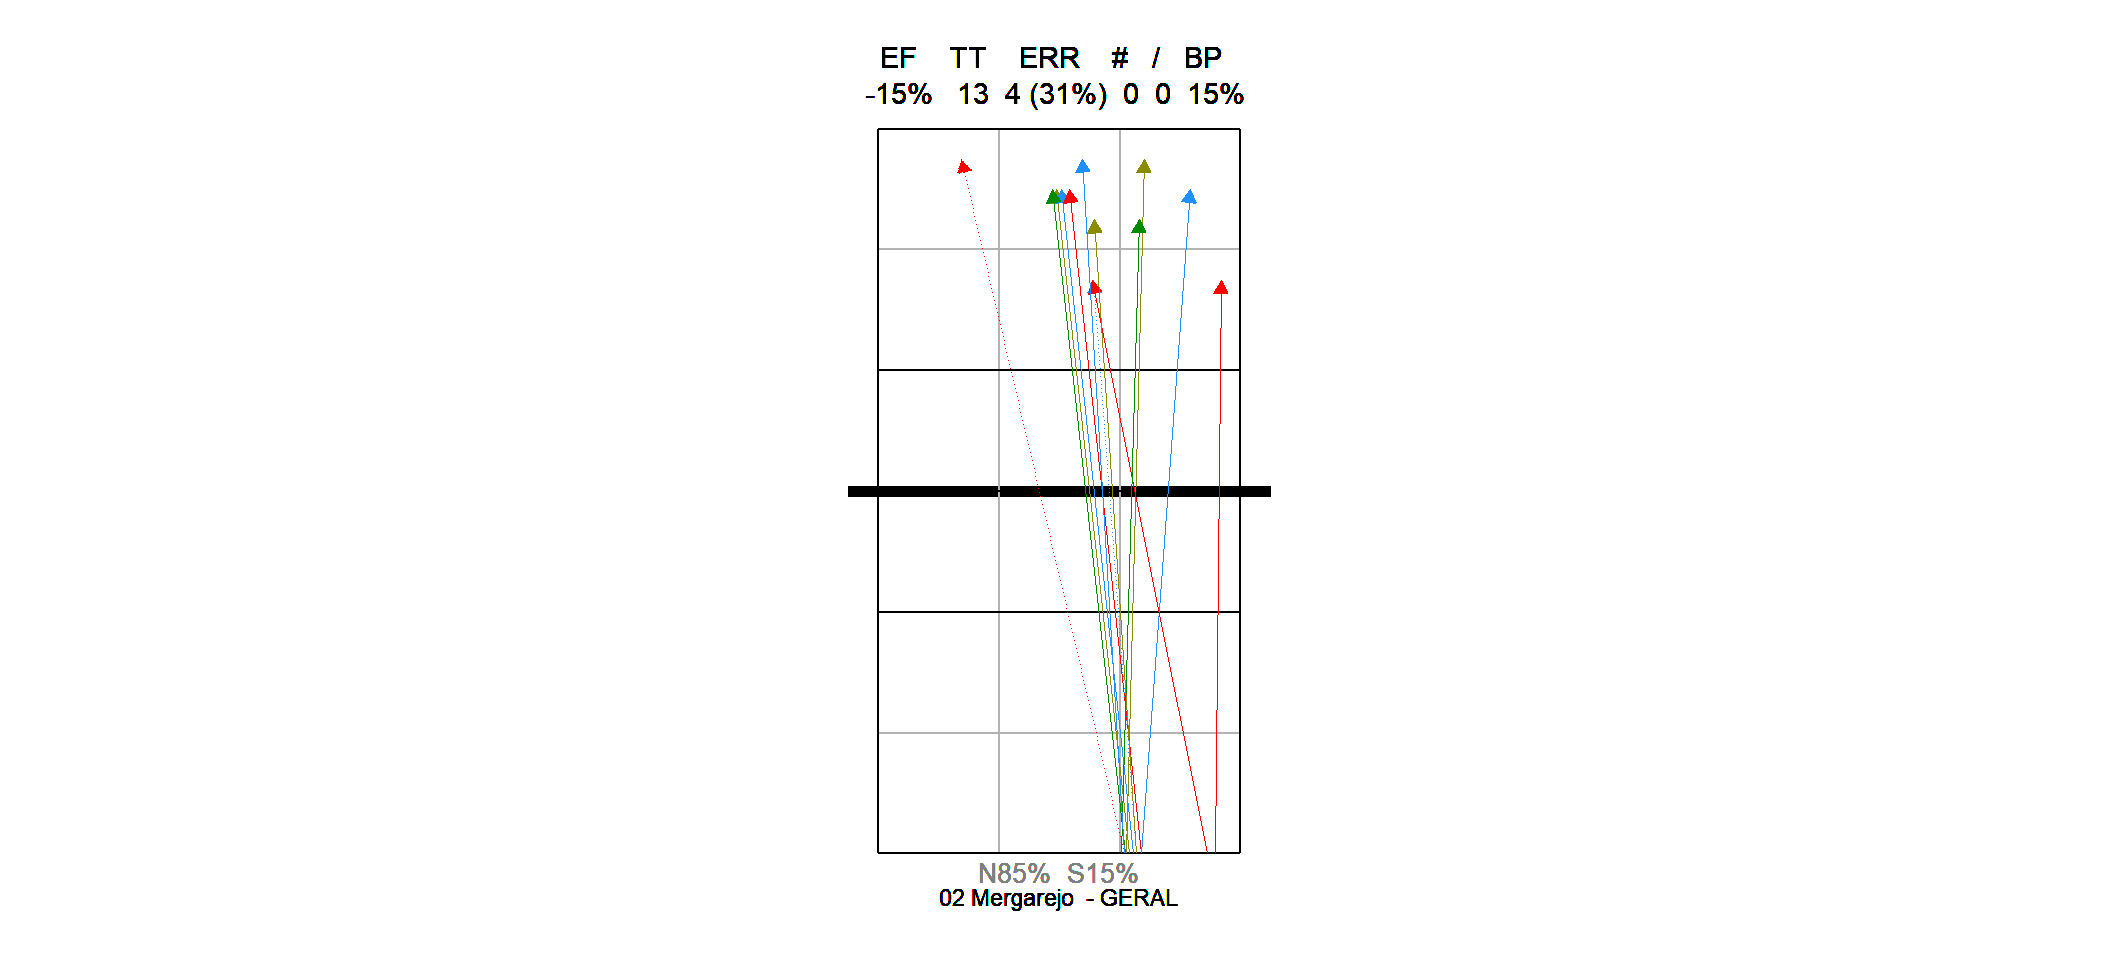 EF TT ERR # / BP
-15% 13 4 (31%) 0 0 15%
N85% S15%
02 Mergarejo - GERAL